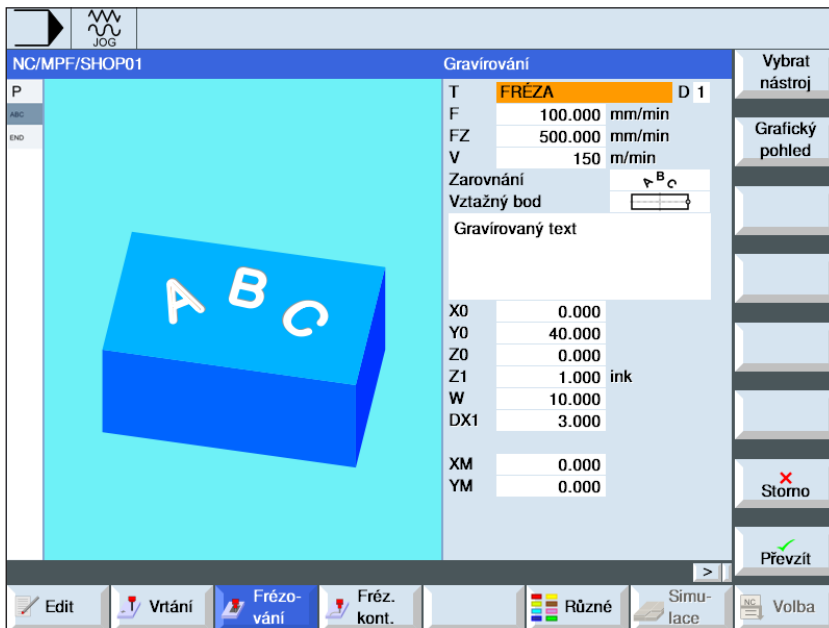 JOG
NC/MPF/SHOP01
Gravírování
P
ABC
END
T FRÉZA D 1
F 100.000 mm/min
FZ 500.000 mm/min
V 150 m/min
Zarovnání A B C
Vztažný bod
Gravírovaný text
X0 0.000
Y0 40.000
Z0 0.000
Z1 1.000 ink
W 10.000
DX1 3.000
XM 0.000
YM 0.000
A B C
Vybrat
nástroj
Grafický
pohled
Storno
Převzít
>
Edit
Vrtání
Frézo-
vání
Fréz.
kont.
Různé
Simu-
lace
NC
Volba